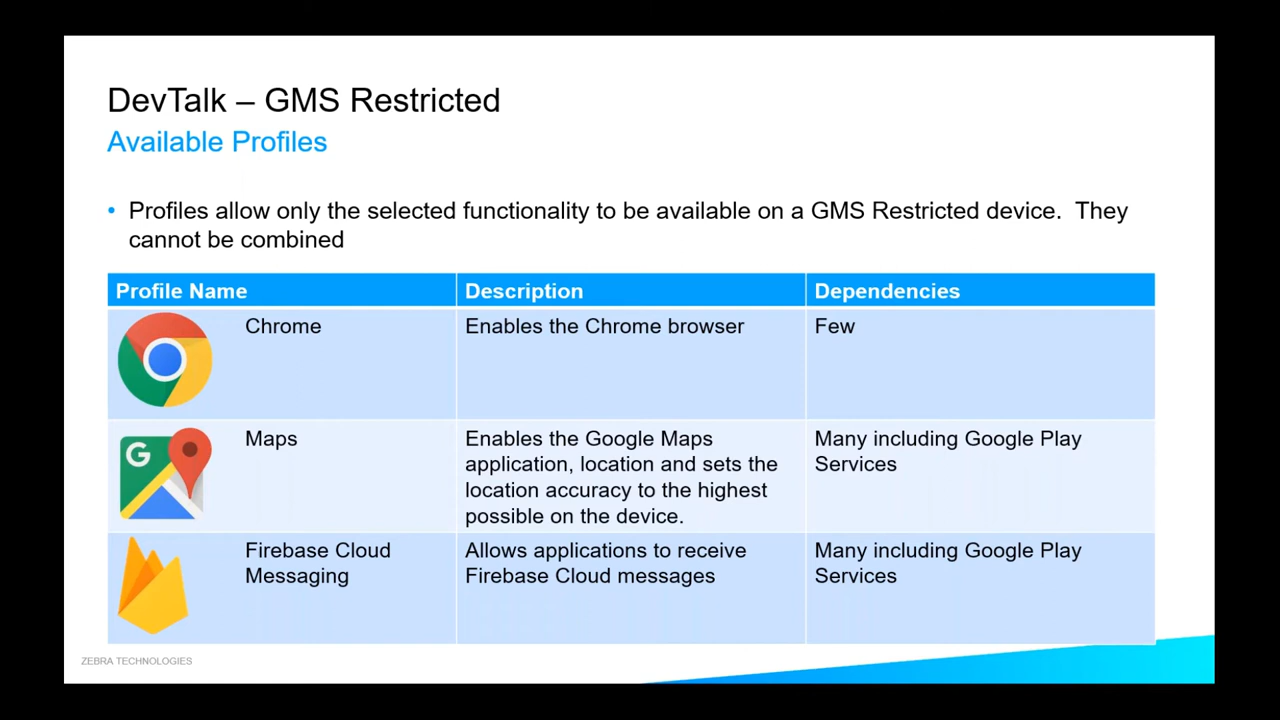 DevTalk – GMS Restricted
Available Profiles
• Profiles allow only the selected functionality to be available on a GMS Restricted device.  They
cannot be combined
Profile Name
Description
Dependencies
Chrome
Enables the Chrome browser
Few
G
Maps
Enables the Google Maps
application, location and sets the
location accuracy to the highest
possible on the device.
Many including Google Play
Services
Firebase Cloud
Messaging
Allows applications to receive
Firebase Cloud messages
Many including Google Play
Services
ZEBRA TECHNOLOGIES